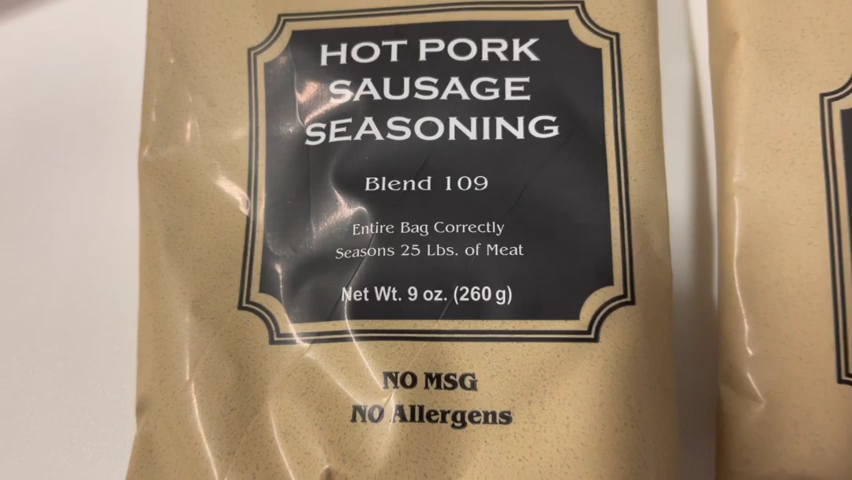 HOT PORK
SAUSAGE
SEASONING
Blend 109
Entire Bag Correctly
Seasons 25 Lbs. of Meat
Net Wt. 9 oz. (260 g)
NO MSG
NO Allergens